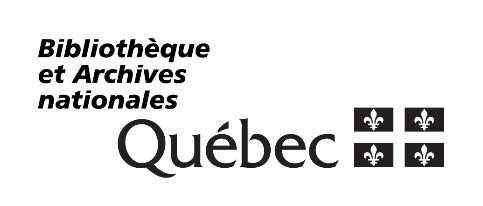 Bibliothèque
et Archives
nationales
Québec